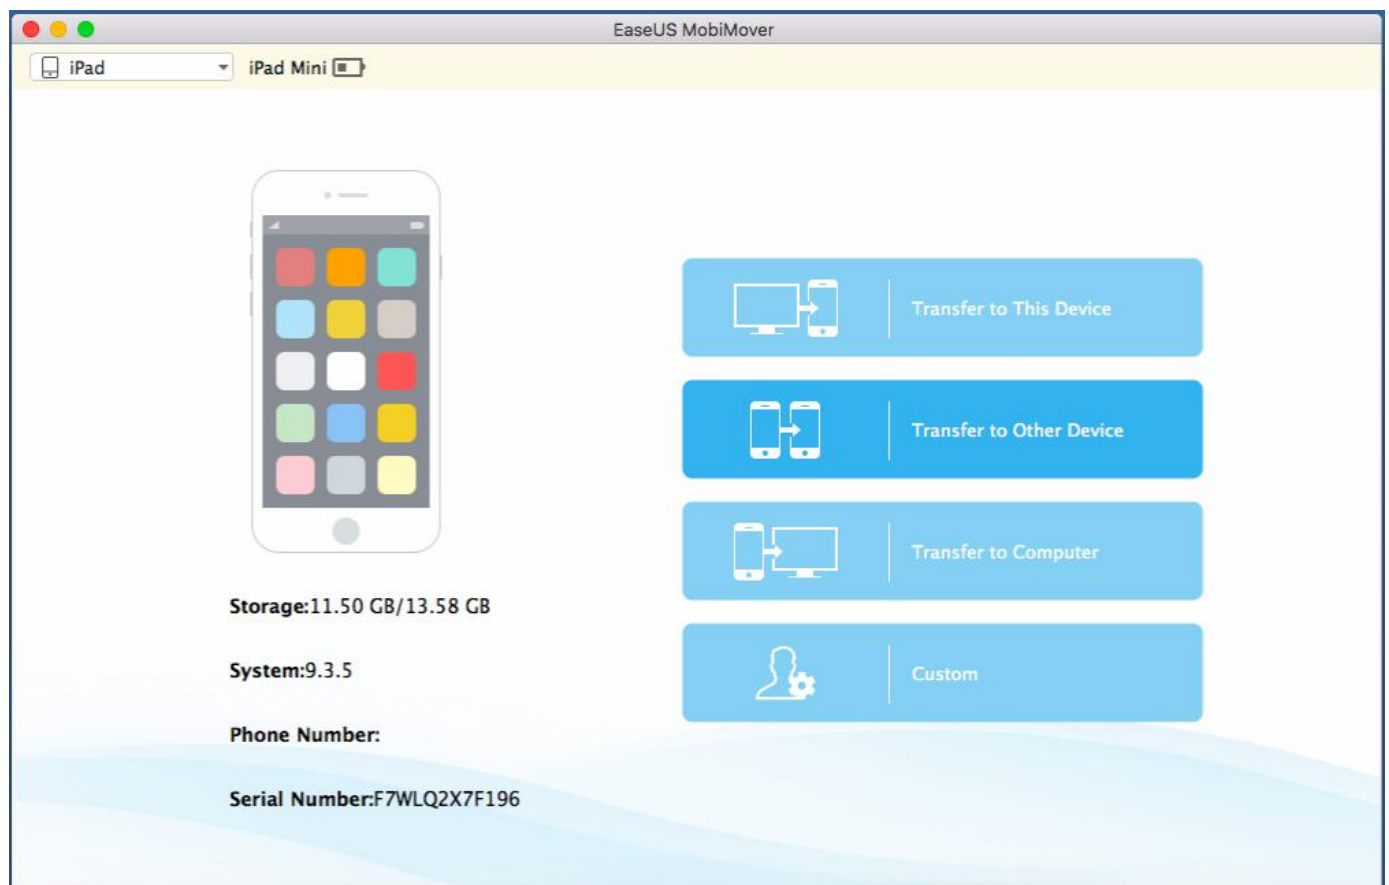 EaseUS MobiMover
iPad iPad Mini
Transfer to This Device
Transfer to Other Device
Transfer to Computer
Custom
Storage:11.50 GB/13.58 GB
System:9.3.5
Phone Number:
Serial Number:F7WLQ2X7F196